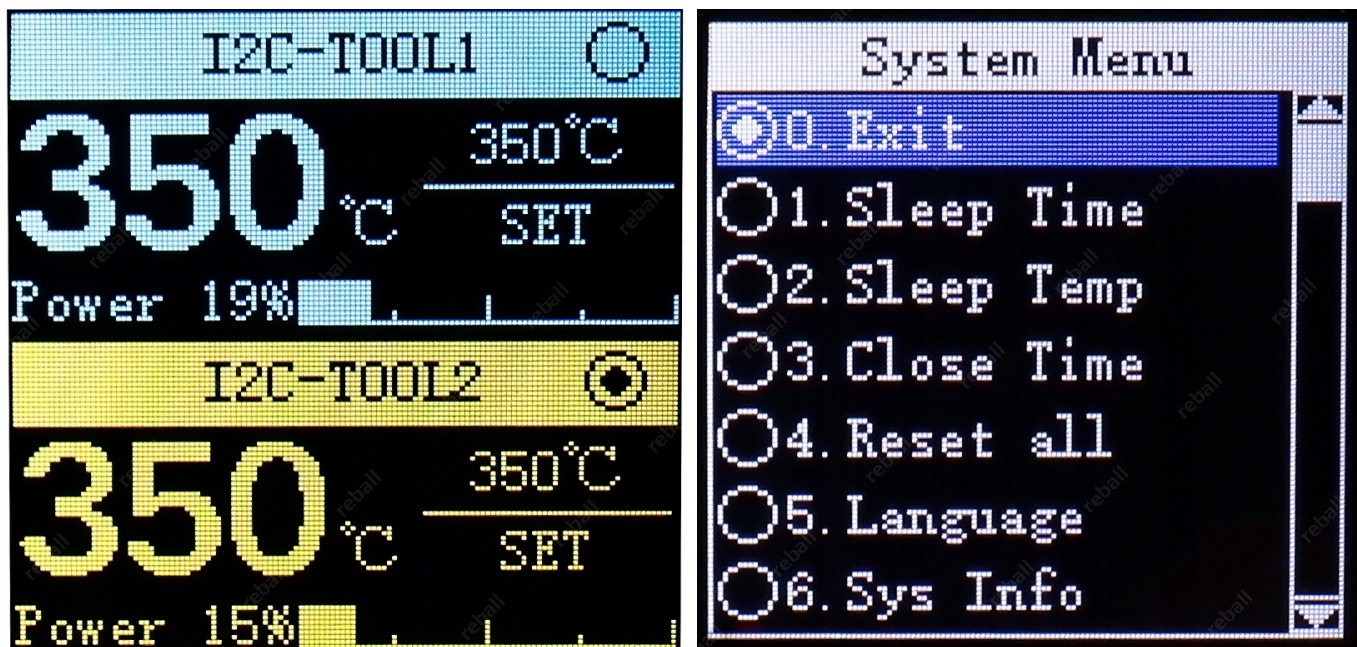 I2C-TOOL1
350°C
350°C
SET
Power 19%
I2C-TOOL2
350°C
350°C
SET
Power 15%
System Menu
0.Exit
1.Sleep Time
2.Sleep Temp
3.Close Time
4.Reset all
5.Language
6.Sys Info
reball